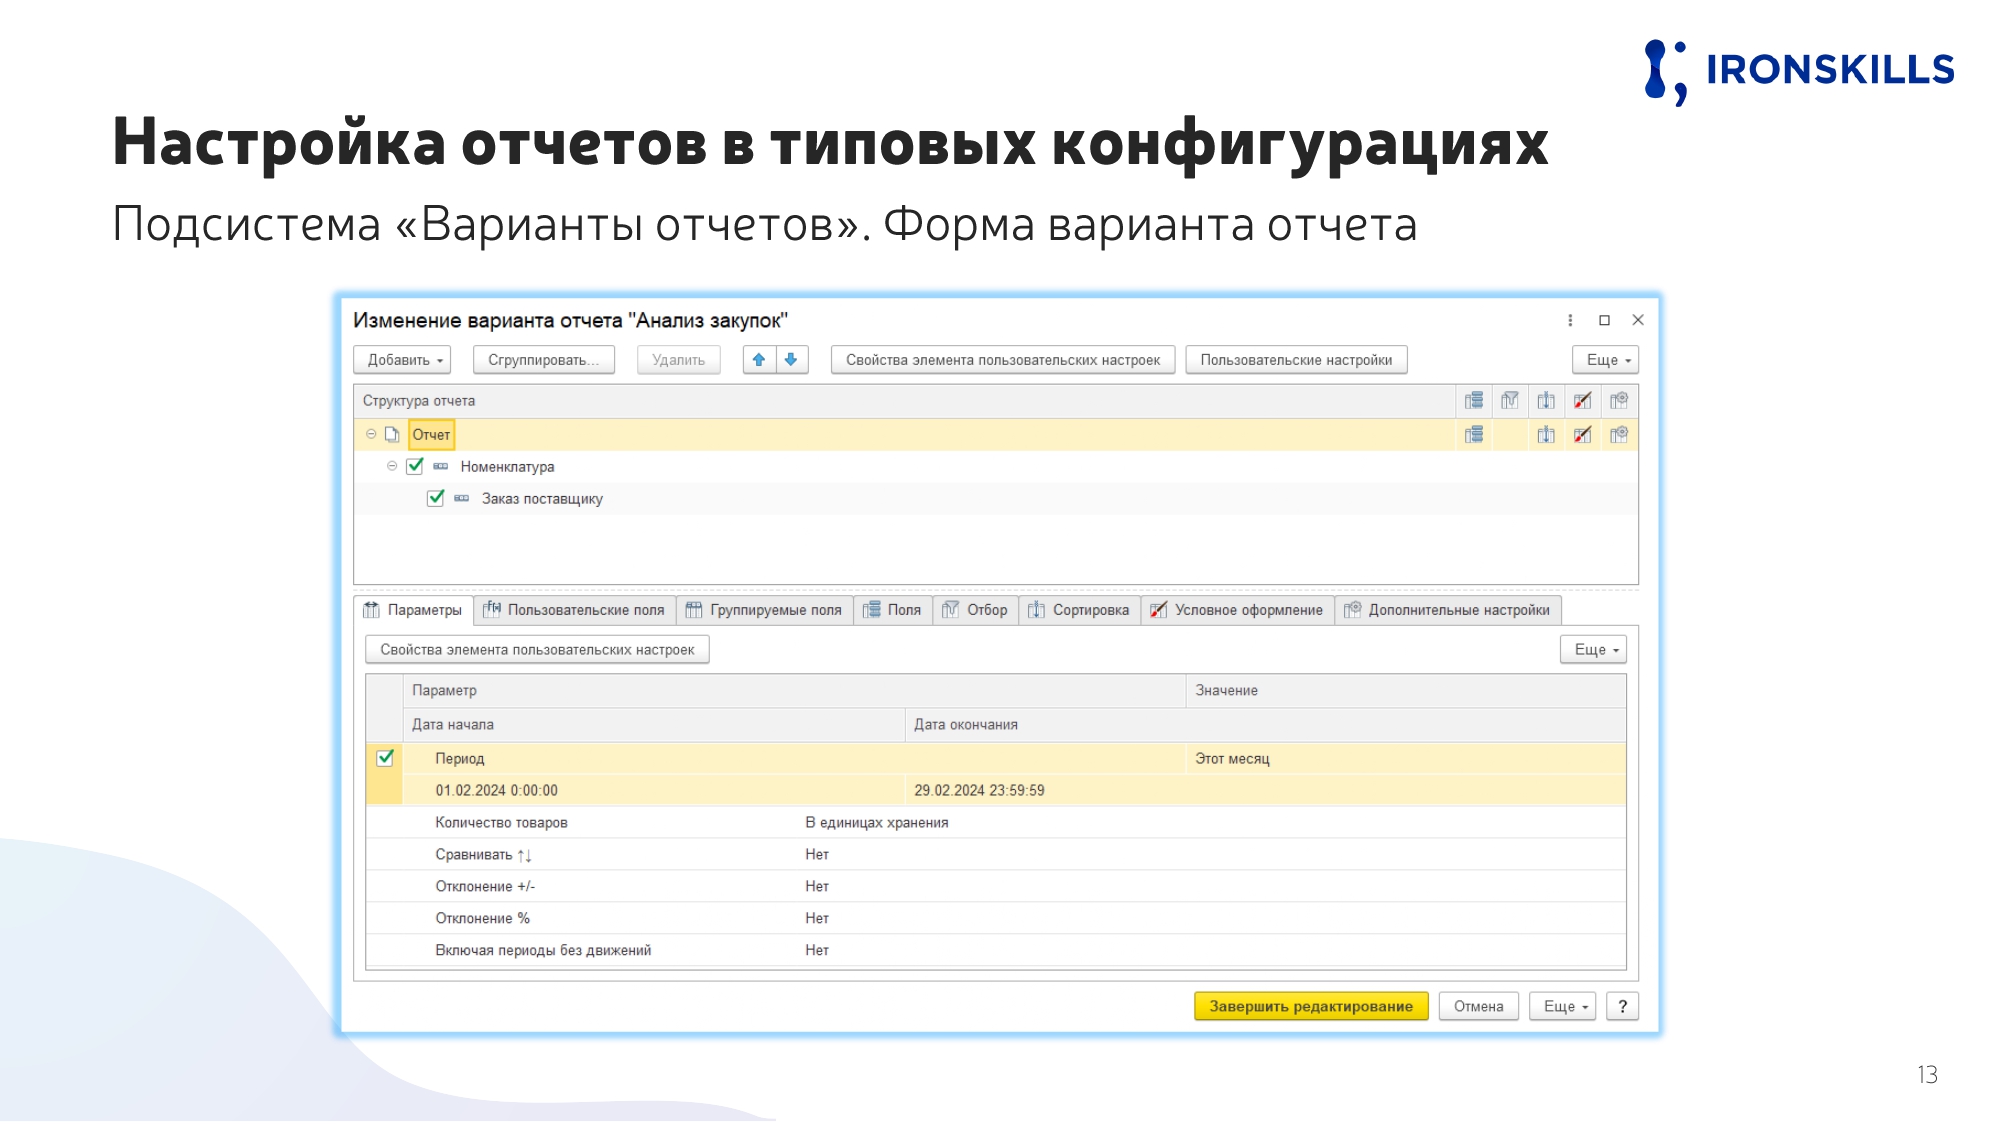 IRONSKILLS
Настройка отчетов в типовых конфигурациях
Подсистема «Варианты отчетов». Форма варианта отчета
Изменение варианта отчета "Анализ закупок"
Добавить Сгруппировать... Удалить Свойства элемента пользовательских настроек Пользовательские настройки Еще
Структура отчета
Отчет
Номенклатура
Заказ поставщику
Параметры Пользовательские поля Группируемые поля Поля Отбор Сортировка Условное оформление Дополнительные настройки
Свойства элемента пользовательских настроек Еще
Параметр Значение
Дата начала Дата окончания
Период Этот месяц
01.02.2024 0:00:00 29.02.2024 23:59:59
Количество товаров В единицах хранения
Сравнивать ↑↓ Нет
Отклонение +/- Нет
Отклонение % Нет
Включая периоды без движений Нет
Завершить редактирование Отмена Еще ?
13